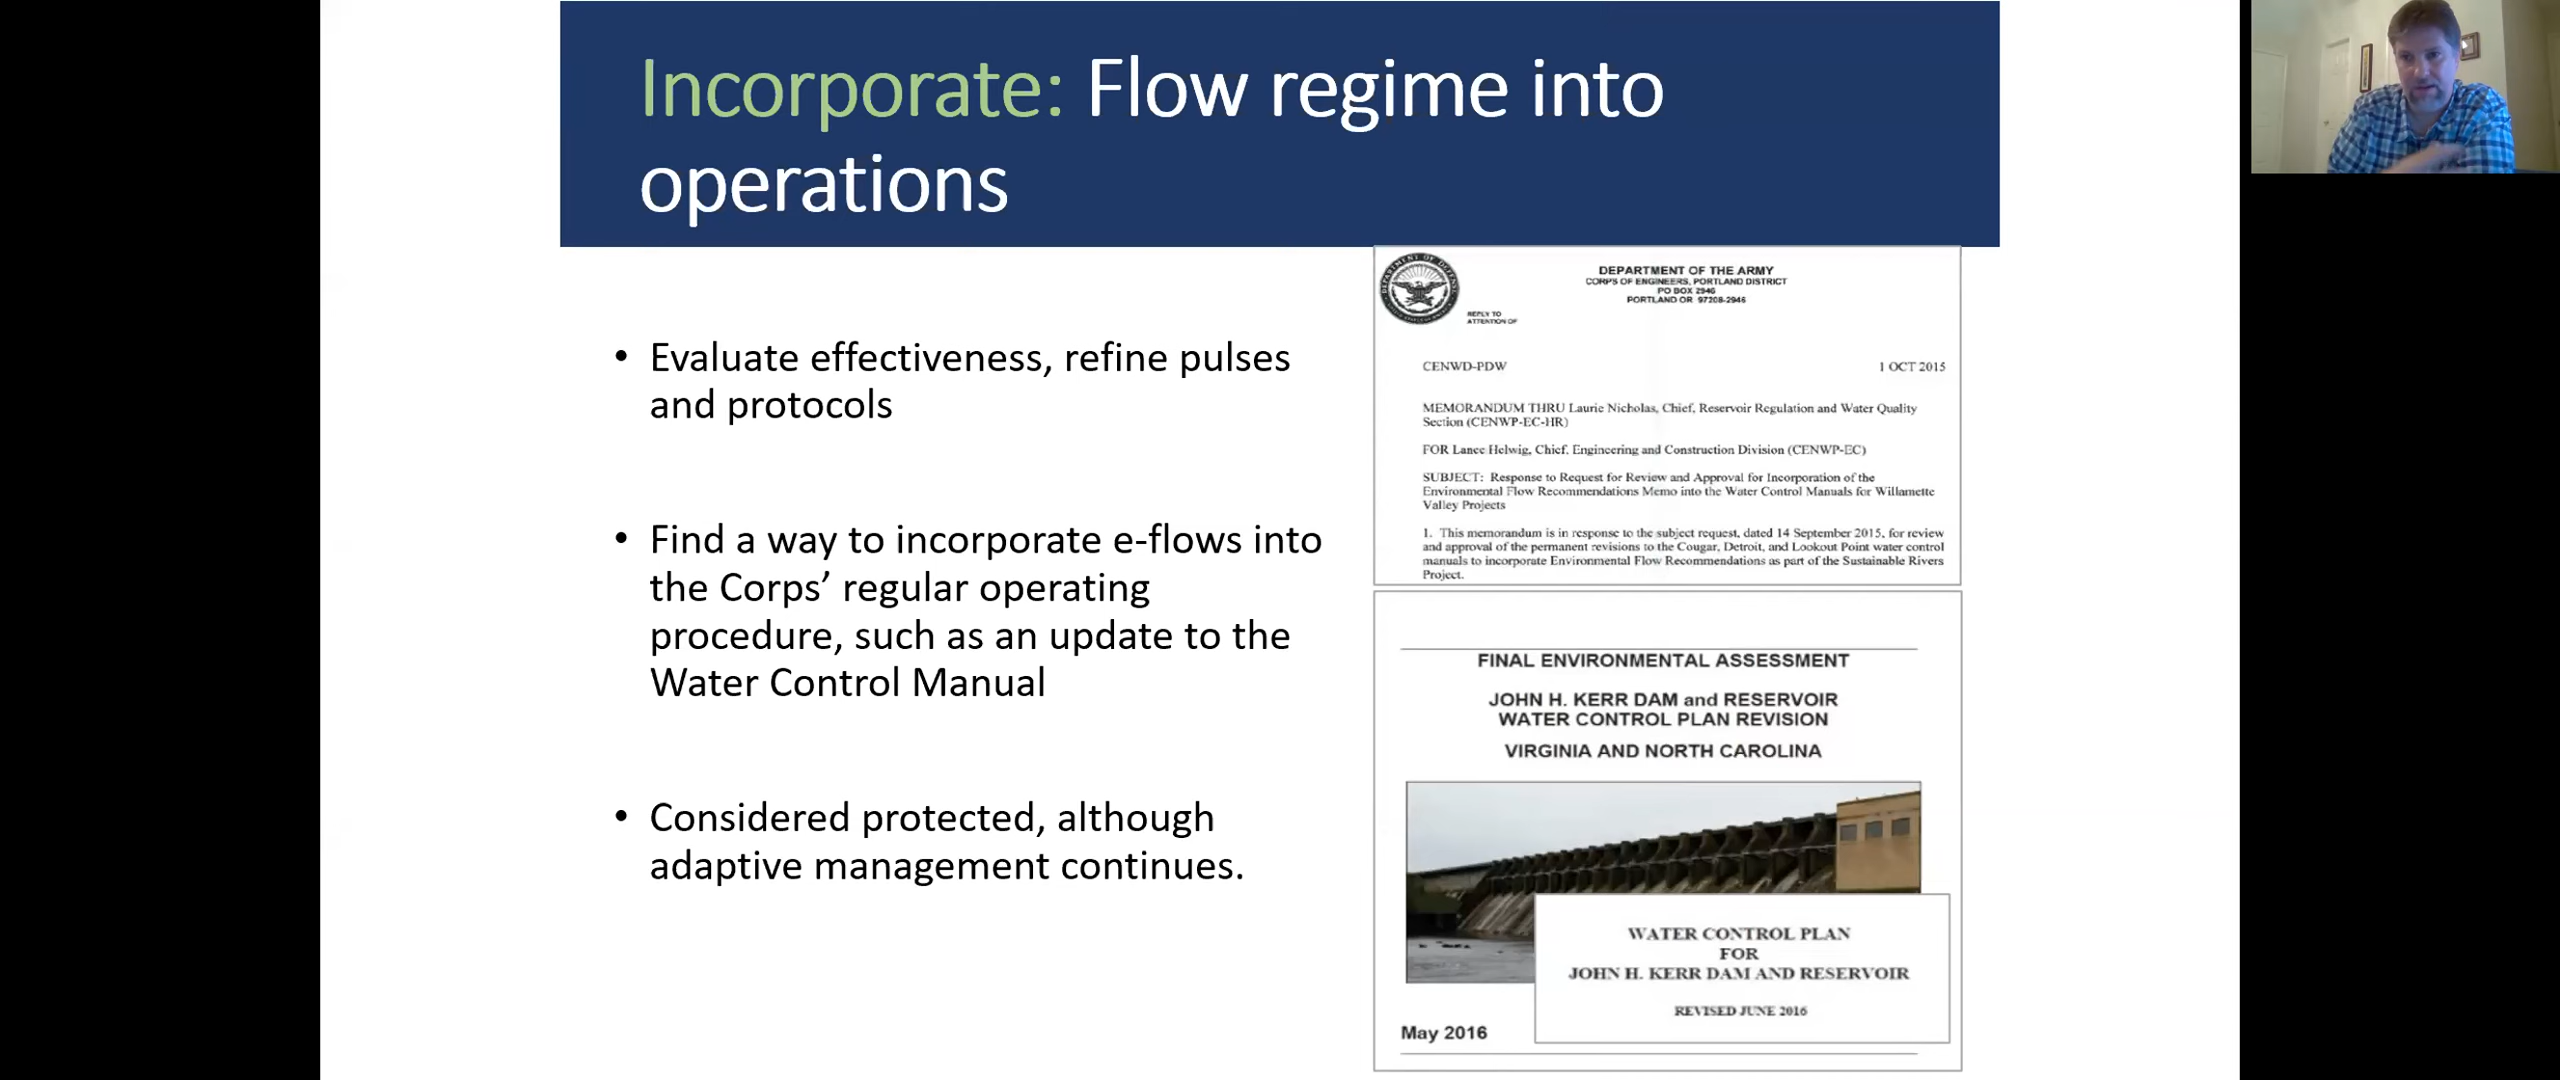 Incorporate: Flow regime into
operations
• Evaluate effectiveness, refine pulses
and protocols
• Find a way to incorporate e-flows into
the Corps’ regular operating
procedure, such as an update to the
Water Control Manual
• Considered protected, although
adaptive management continues.
DEPARTMENT OF THE ARMY
CORPS OF ENGINEERS, PORTLAND DISTRICT
PO BOX 2946
PORTLAND OR 97208-2946
REPLY TO
ATTENTION OF
CENWD-PDW 1 OCT 2015
MEMORANDUM THRU Laurie Nicholas, Chief, Reservoir Regulation and Water Quality
Section (CENWP-EC-HR)
FOR Lance Helwig, Chief, Engineering and Construction Division (CENWP-EC)
SUBJECT: Response to Request for Review and Approval for Incorporation of the
Environmental Flow Recommendations Memo into the Water Control Manuals for Willamette
Valley Projects
1. This memorandum is in response to the subject request, dated 14 September 2015, for review
and approval of the permanent revisions to the Cougar, Detroit, and Lookout Point water control
manuals to incorporate Environmental Flow Recommendations as part of the Sustainable Rivers
Project.
FINAL ENVIRONMENTAL ASSESSMENT
JOHN H. KERR DAM and RESERVOIR
WATER CONTROL PLAN REVISION
VIRGINIA AND NORTH CAROLINA
WATER CONTROL PLAN
FOR
JOHN H. KERR DAM AND RESERVOIR
REVISED JUNE 2016
May 2016